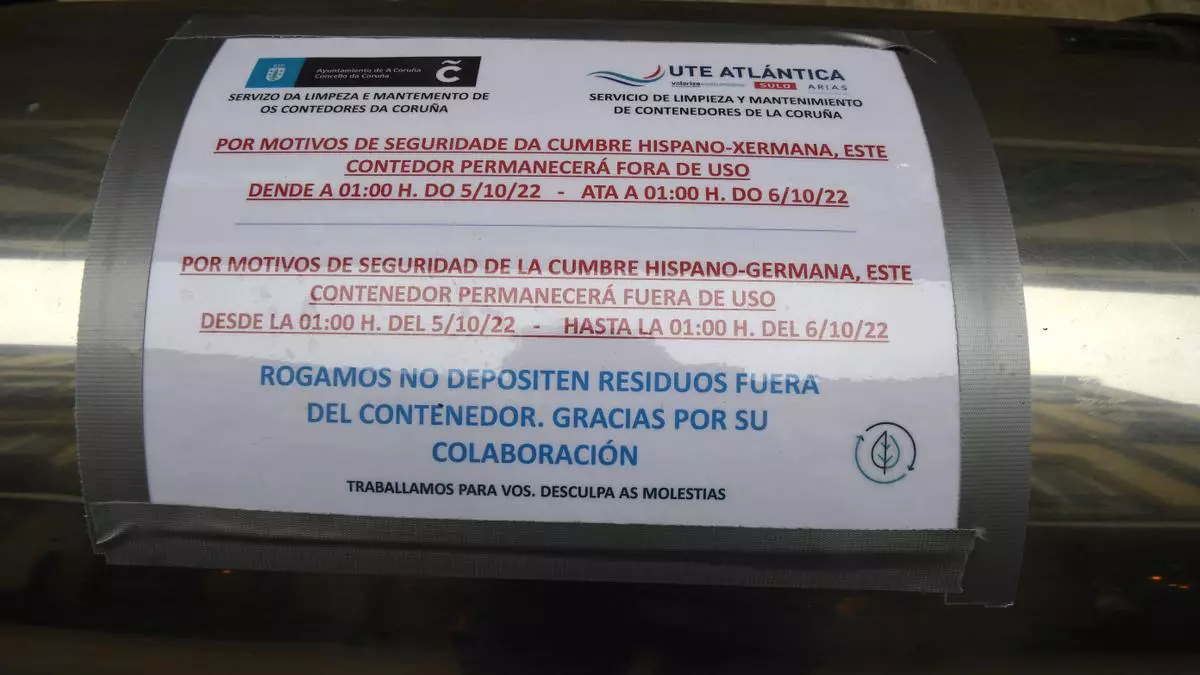 Ayuntamiento de A Coruña
Concello da Coruña
SERVIZO DA LIMPEZA E MANTEMENTO DE
OS CONTEDORES DA CORUÑA
UTE ATLÁNTICA
valoriza
SULO
ARIAS
SERVICIO DE LIMPIEZA Y MANTENIMIENTO
DE CONTENEDORES DE LA CORUÑA
POR MOTIVOS DE SEGURIDADE DA CUMBRE HISPANO-XERMANA, ESTE
CONTEDOR PERMANECERÁ FORA DE USO
DENDE A 01:00 H. DO 5/10/22 - ATA A 01:00 H. DO 6/10/22
POR MOTIVOS DE SEGURIDAD DE LA CUMBRE HISPANO-GERMANA, ESTE
CONTENEDOR PERMANECERÁ FUERA DE USO
DESDE LA 01:00 H. DEL 5/10/22 - HASTA LA 01:00 H. DEL 6/10/22
ROGAMOS NO DEPOSITEN RESIDUOS FUERA
DEL CONTENEDOR. GRACIAS POR SU
COLABORACIÓN
TRABALLAMOS PARA VOS. DESCULPA AS MOLESTIAS